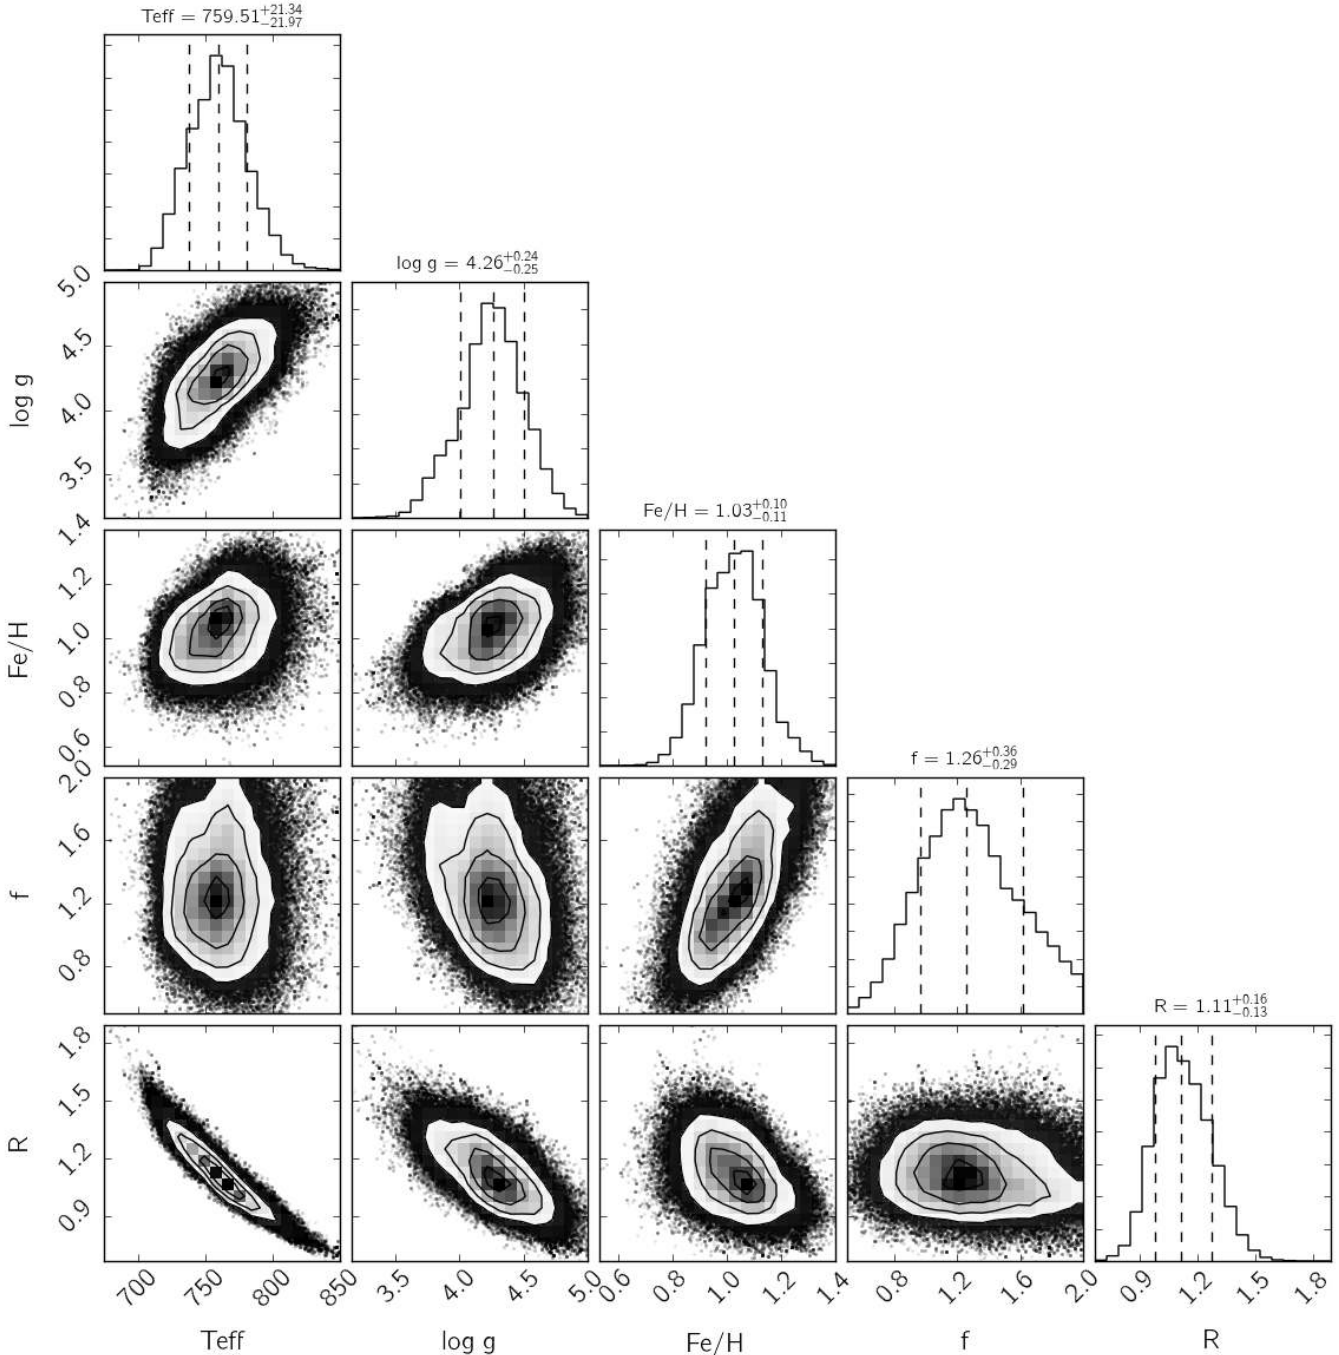 Teff = 759.51 +21.34 −21.97
5.0
4.5
4.0
3.5
log g
log g = 4.26 +0.24 −0.25
1.4
1.2
1.0
0.8
0.6
Fe/H
Fe/H = 1.03 +0.10 −0.11
2.0
1.6
1.2
0.8
f
f = 1.26 +0.36 −0.29
1.8
1.5
1.2
0.9
R
R = 1.11 +0.16 −0.13
700 750 800 850 3.5 4.0 4.5 5.0 0.6 0.8 1.0 1.2 1.4 0.8 1.2 1.6 2.0 0.9 1.2 1.5 1.8
Teff log g Fe/H f R